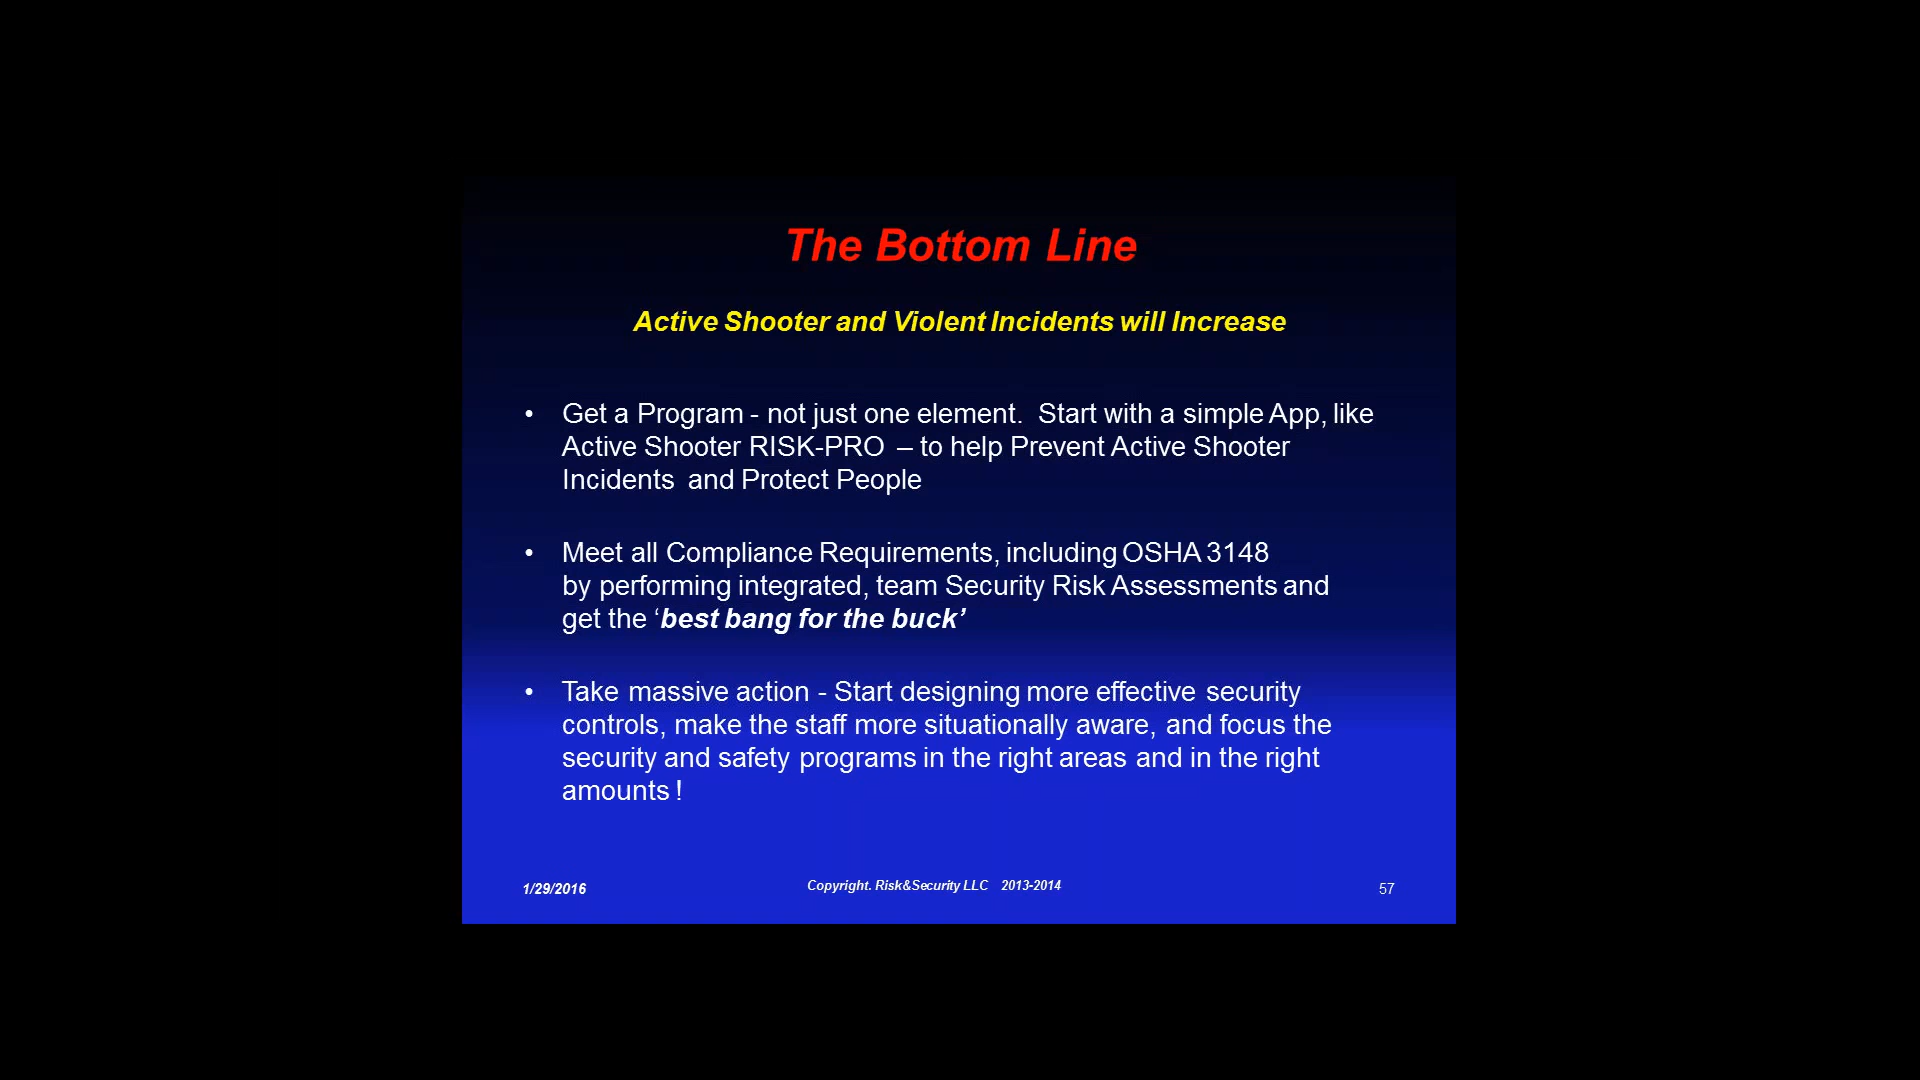 The Bottom Line
Active Shooter and Violent Incidents will Increase
• Get a Program - not just one element.  Start with a simple App, like
Active Shooter RISK-PRO – to help Prevent Active Shooter
Incidents  and Protect People
• Meet all Compliance Requirements, including OSHA 3148
by performing integrated, team Security Risk Assessments and
get the ‘best bang for the buck’
• Take massive action - Start designing more effective security
controls, make the staff more situationally aware, and focus the
security and safety programs in the right areas and in the right
amounts !
1/29/2016
Copyright. Risk&Security LLC   2013-2014
57